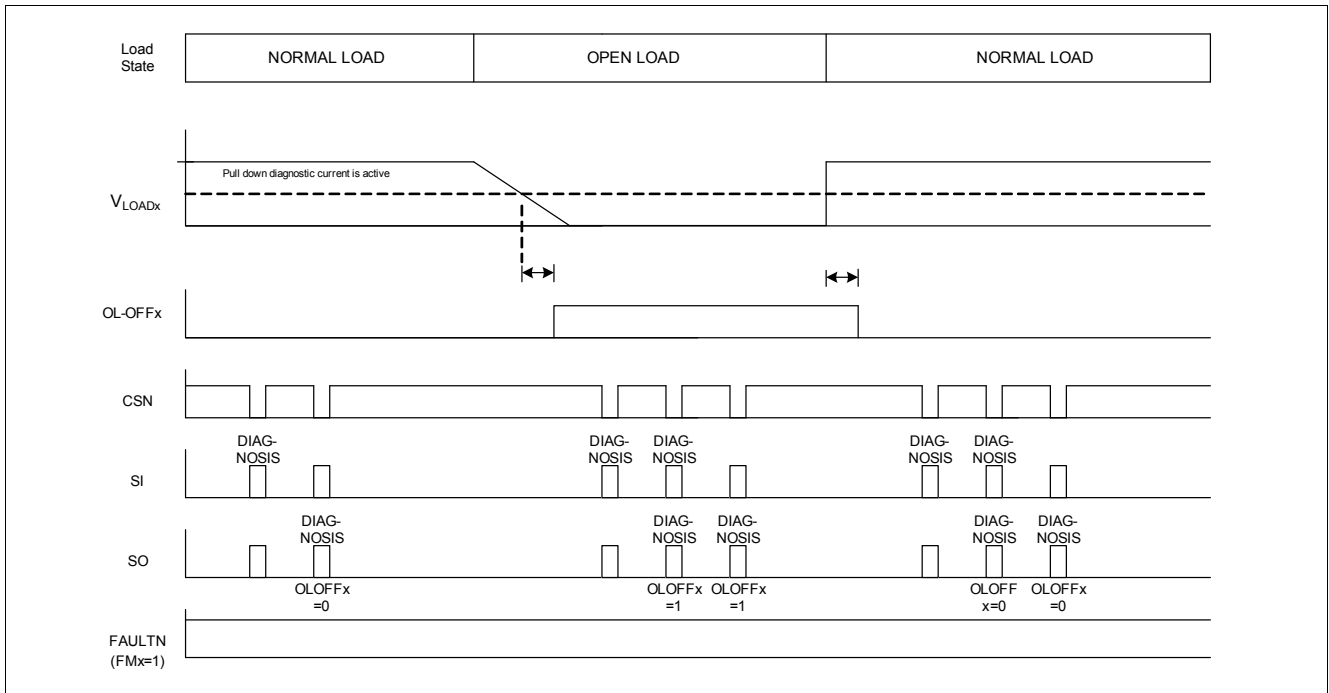 Load
State
NORMAL LOAD
OPEN LOAD
NORMAL LOAD
Pull down diagnostic current is active
VLOADx
OL-OFFx
CSN
DIAG-
NOSIS
DIAG-
NOSIS
DIAG-
NOSIS
DIAG-
NOSIS
DIAG-
NOSIS
SI
DIAG-
NOSIS
DIAG-
NOSIS
DIAG-
NOSIS
DIAG-
NOSIS
DIAG-
NOSIS
SO
OLOFFx
=0
OLOFFx
=1
OLOFFx
=1
OLOFF
x=0
OLOFFx
=0
FAULTN
(FMx=1)